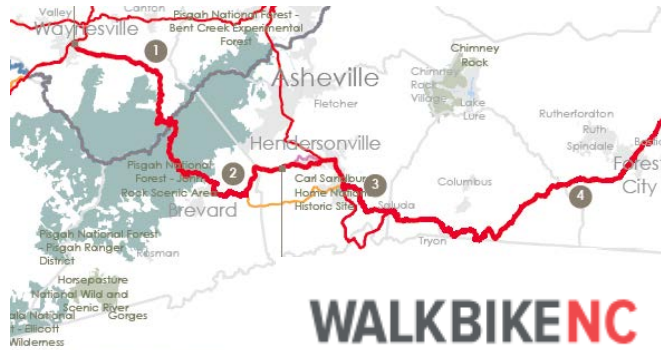 Valley
Waynesville
Pisgah National Forest -
Bent Creek Experimental
Forest
1
Asheville
Fletcher
Chimney
Rock
Chimney
Rock
Village
Lake
Lure
Rutherfordton
Ruth
Spindale
Hendersonville
Pisgah National
Forest -
Rock Scenic Area
2
Brevard
Carl Sandburg
Home National
Historic Site
3
Saluda
Columbus
Forest
City
4
Tryon
Pisgah National Forest
- Pisgah Ranger
District
Rosman
Horsepasture
National Wild and
Scenic River
Gorges
- Ellicott
Wilderness
WALKBIKENC